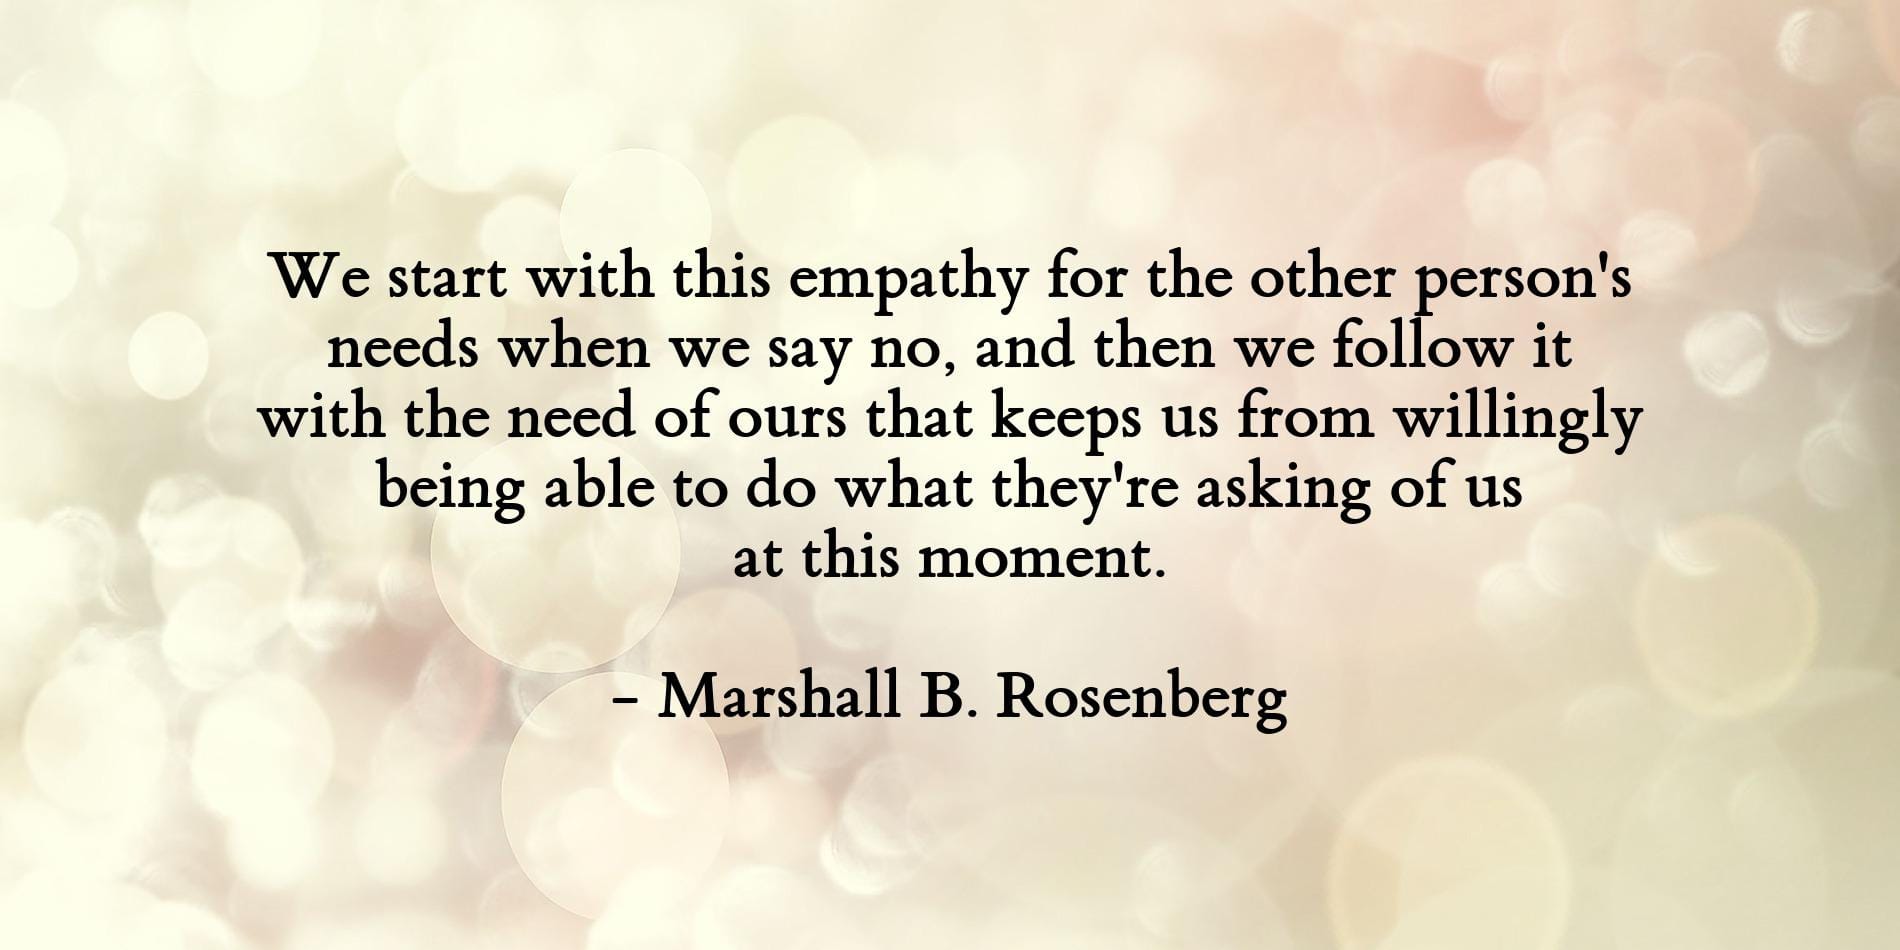 We start with this empathy for the other person's
needs when we say no, and then we follow it
with the need of ours that keeps us from willingly
being able to do what they're asking of us
at this moment.
- Marshall B. Rosenberg